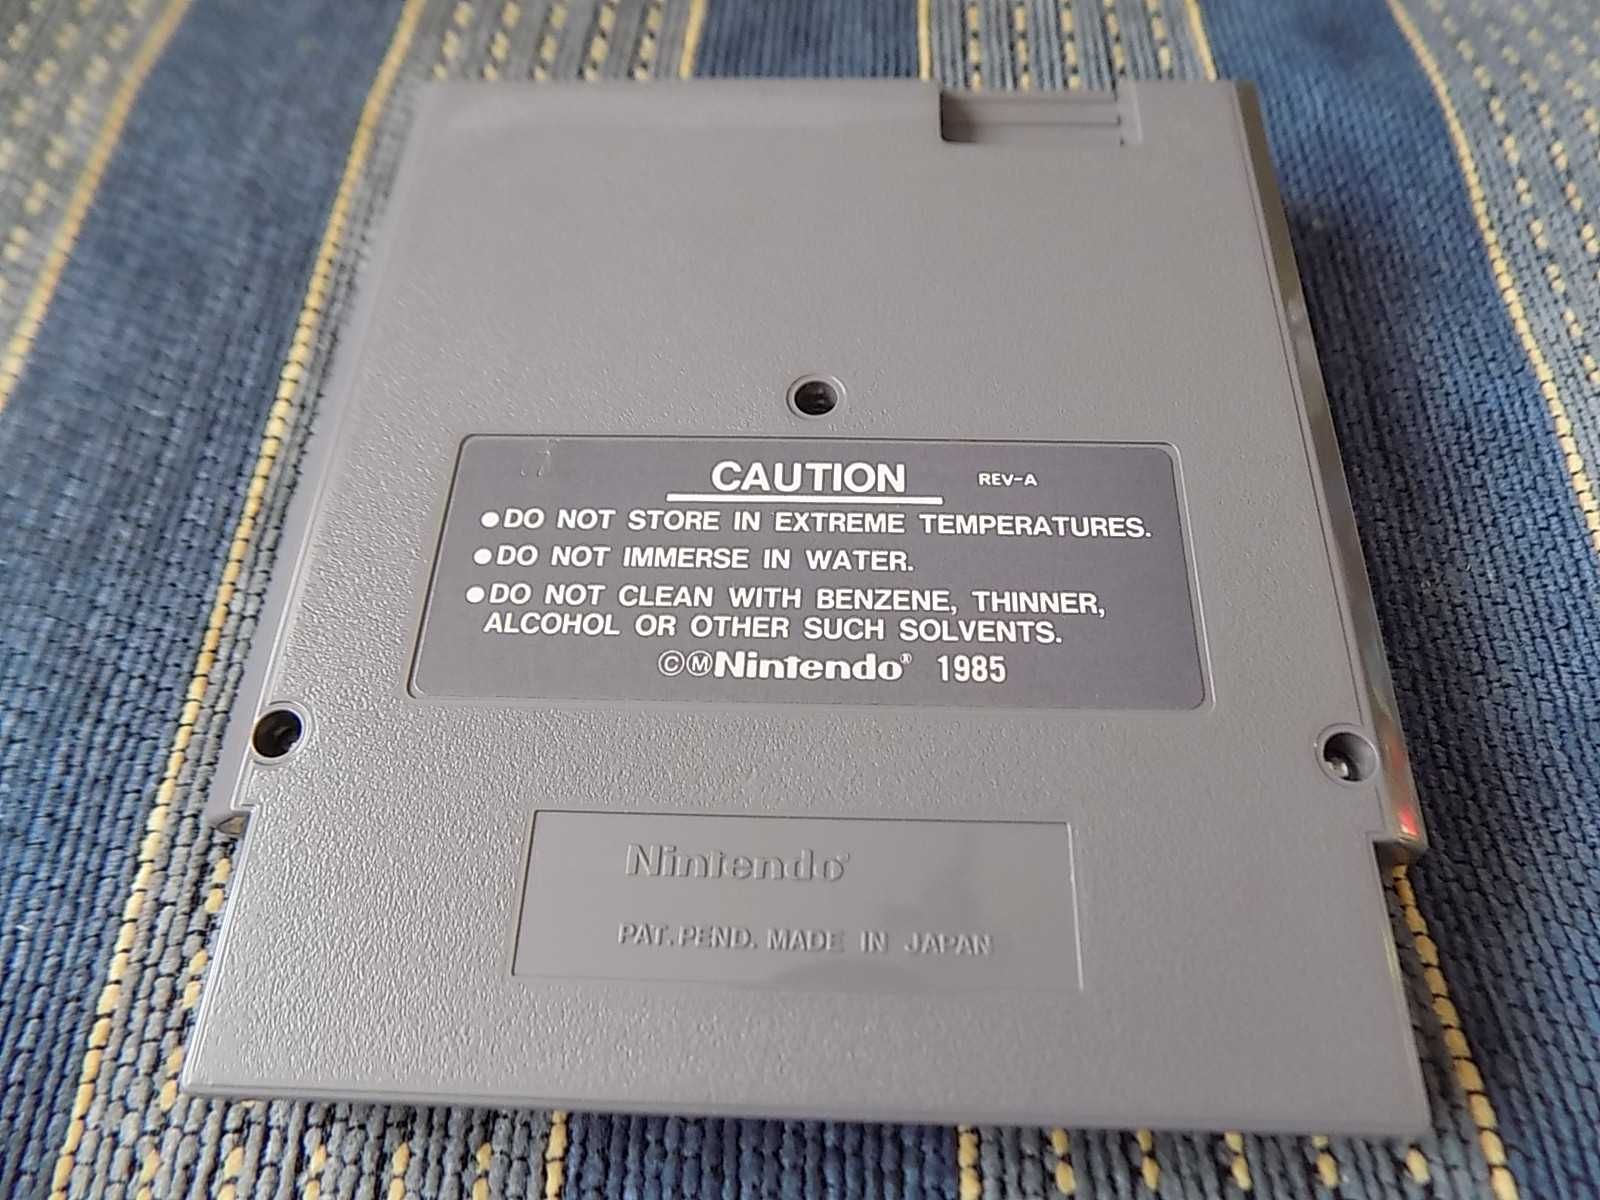 CAUTION REV-A
●DO NOT STORE IN EXTREME TEMPERATURES.
●DO NOT IMMERSE IN WATER.
●DO NOT CLEAN WITH BENZENE, THINNER,
ALCOHOL OR OTHER SUCH SOLVENTS.
©ⓂNintendo® 1985
Nintendo®
PAT. PEND. MADE IN JAPAN